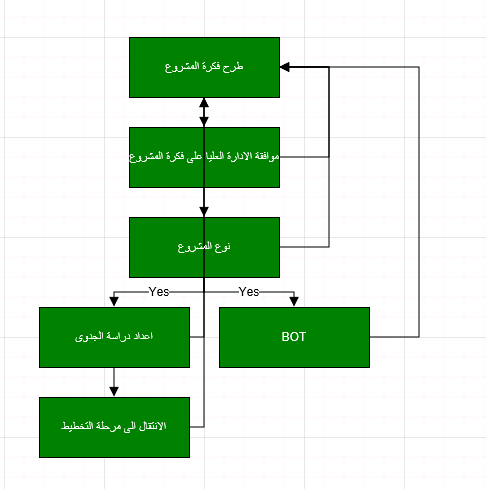 طرح فكرة المشروع
موافقة الادارة العليا على فكرة المشروع
نوع المشروع
Yes
Yes
اعداد دراسة الجدوى
BOT
الانتقال الى مرحلة التخطيط